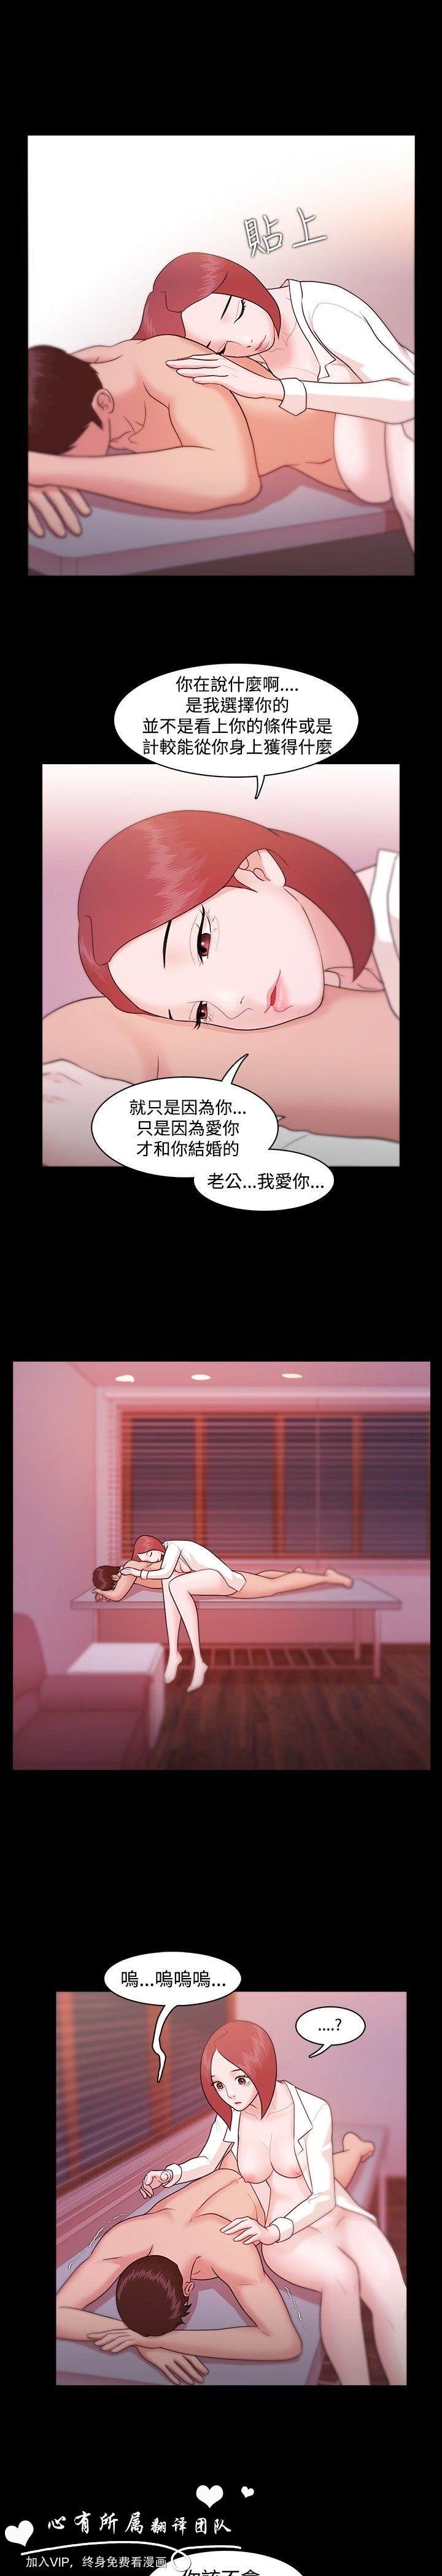 貼上
你在說什麼啊....
是我選擇你的
並不是看上你的條件或是
計較能從你身上獲得什麼
就只是因為你...
只是因為愛你
才和你結婚的
老公...我愛你...
嗚...嗚嗚嗚...
....?
心有所属翻译团队
加入VIP，终身免费看漫画
你該不會